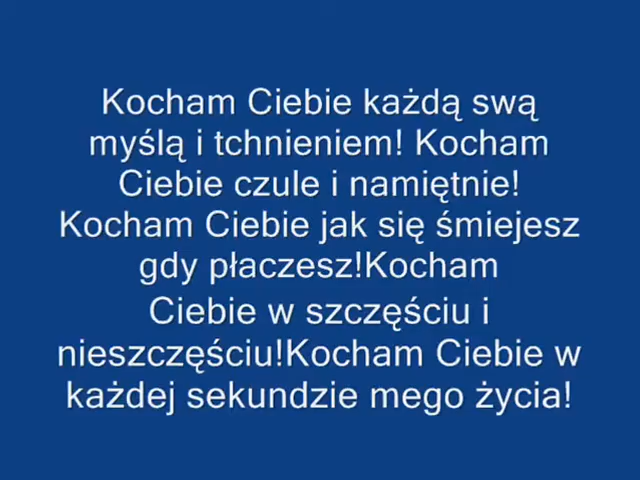 Kocham Ciebie każdą swą
myślą i tchnieniem! Kocham
Ciebie czule i namiętnie!
Kocham Ciebie jak się śmiejesz
gdy płaczesz!Kocham
Ciebie w szczęściu i
nieszczęściu!Kocham Ciebie w
każdej sekundzie mego życia!